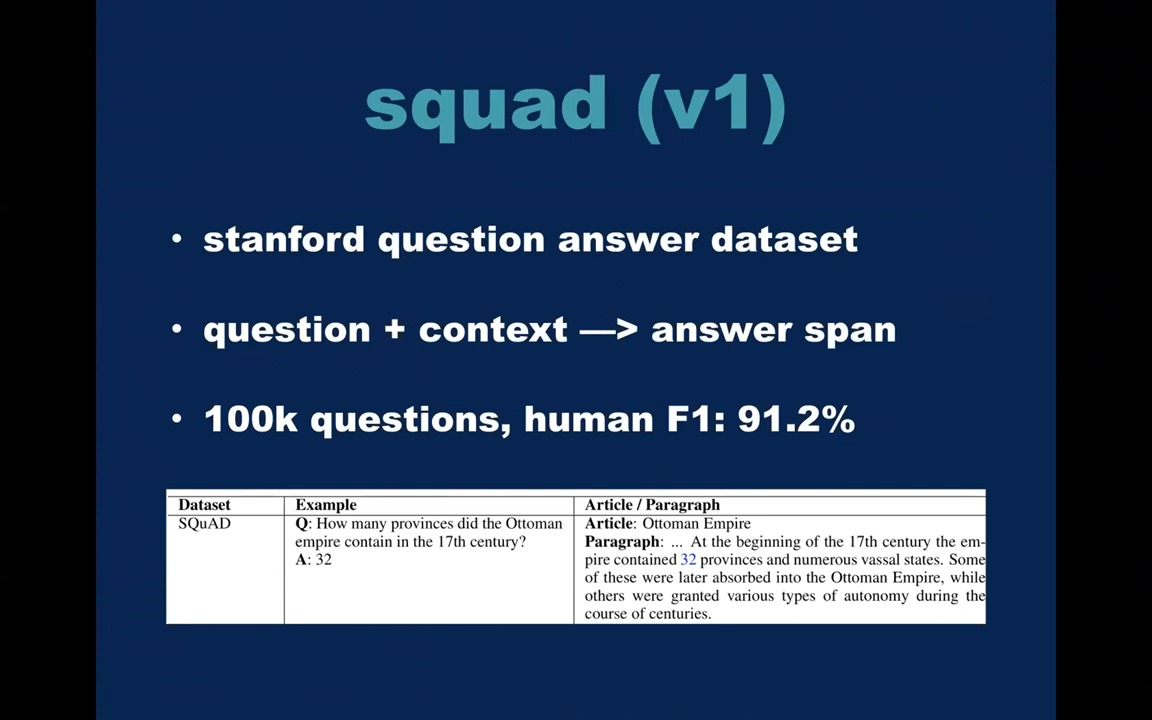 squad (v1)
• stanford question answer dataset
• question + context —> answer span
• 100k questions, human F1: 91.2%
Dataset Example Article / Paragraph
SQuAD Q: How many provinces did the Ottoman Article: Ottoman Empire
empire contain in the 17th century? Paragraph: ... At the beginning of the 17th century the em-
A: 32 pire contained 32 provinces and numerous vassal states. Some
of these were later absorbed into the Ottoman Empire, while
others were granted various types of autonomy during the
course of centuries.